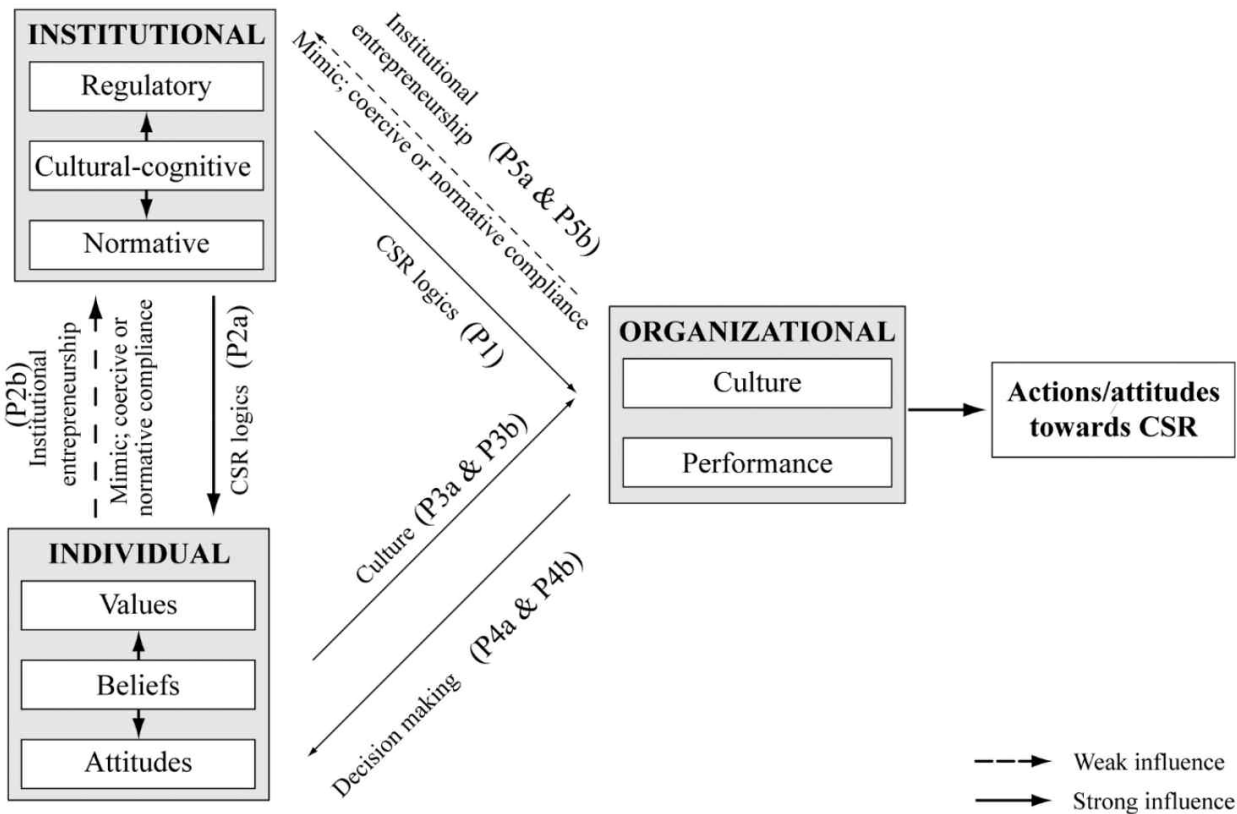 INSTITUTIONAL
Regulatory
Cultural-cognitive
Normative
Institutional
entrepreneurship
Mimic; coercive or normative compliance
(P5a & P5b)
CSR logics (P1)
(P2b)
Institutional
entrepreneurship
Mimic; coercive or
normative compliance
CSR logics (P2a)
ORGANIZATIONAL
Culture
Performance
Actions/attitudes
towards CSR
Culture (P3a & P3b)
Decision making (P4a & P4b)
INDIVIDUAL
Values
Beliefs
Attitudes
Weak influence
Strong influence